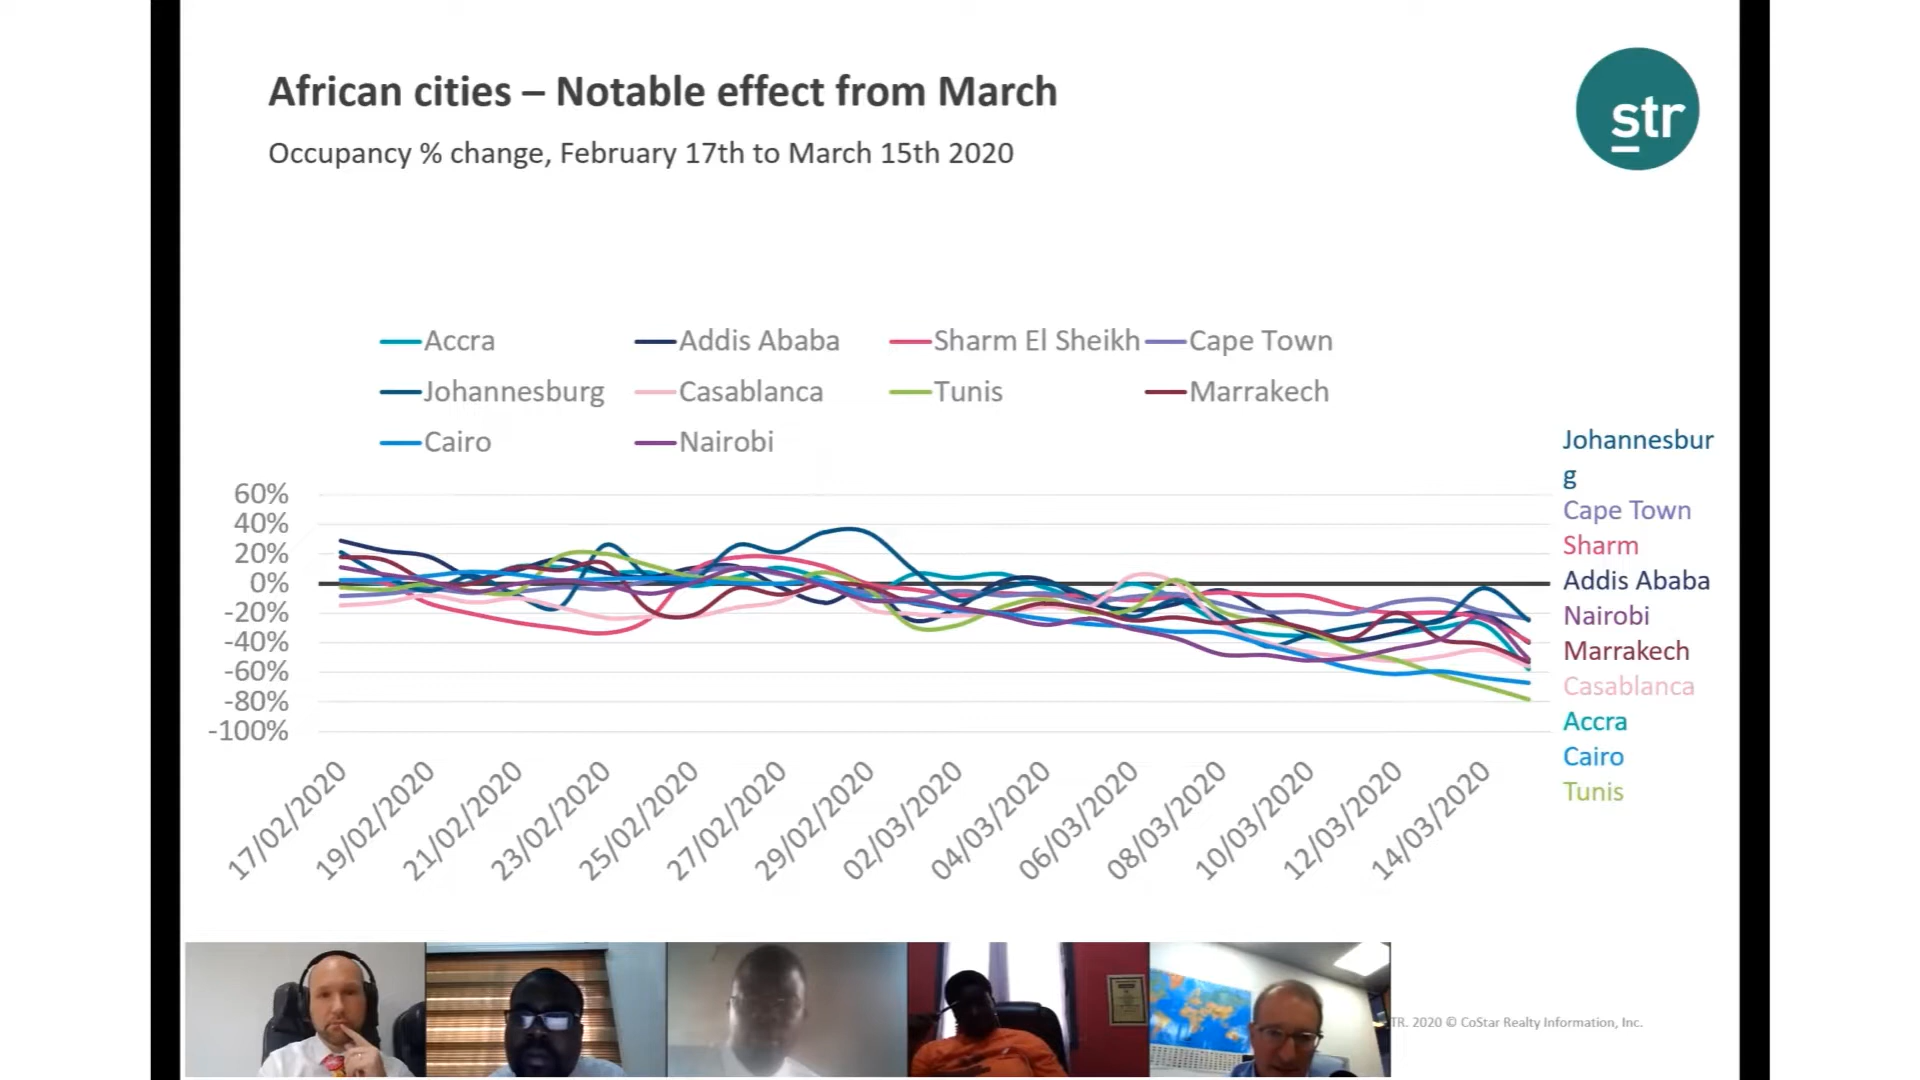 African cities – Notable effect from March
str
Occupancy % change, February 17th to March 15th 2020
Accra
Addis Ababa
Sharm El Sheikh
Cape Town
Johannesburg
Casablanca
Tunis
Marrakech
Cairo
Nairobi
60%
40%
20%
0%
-20%
-40%
-60%
-80%
-100%
17/02/2020
19/02/2020
21/02/2020
23/02/2020
25/02/2020
27/02/2020
29/02/2020
02/03/2020
04/03/2020
06/03/2020
08/03/2020
10/03/2020
12/03/2020
14/03/2020
Johannesbur
g
Cape Town
Sharm
Addis Ababa
Nairobi
Marrakech
Casablanca
Accra
Cairo
Tunis
TR. 2020 © CoStar Realty Information, Inc.